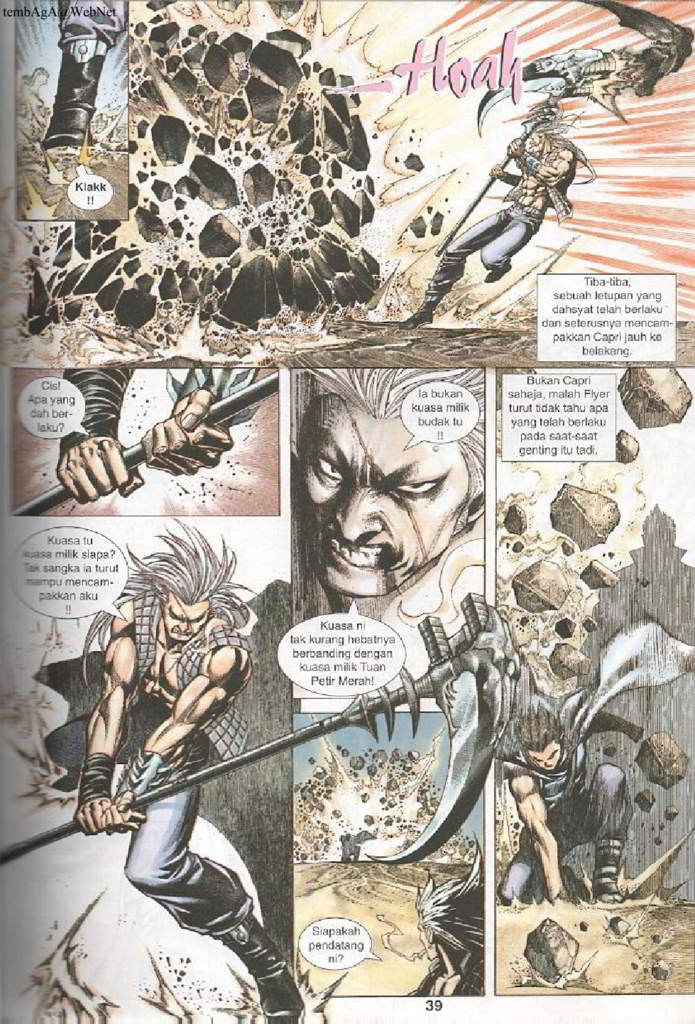 tembAgA@WebNet
Hoah
Klakk
!!
Tiba-tiba,
sebuah letupan yang
dahsyat telah berlaku
dan seterusnya mencam-
pakkan Capri jauh ke
belakang.
Cis!
Apa yang
dah ber-
laku?
Ia bukan
kuasa milik
budak tu
!!
Bukan Capri
sahaja, malah Flyer
turut tidak tahu apa
yang telah berlaku
pada saat-saat
genting itu tadi.
Kuasa tu
kuasa milik siapa?
Tak sangka ia turut
mampu mencam-
pakkan aku
!!
Kuasa ni
tak kurang hebatnya
berbanding dengan
kuasa milik Tuan
Petir Merah!
Siapakah
pendatang
ni?
39